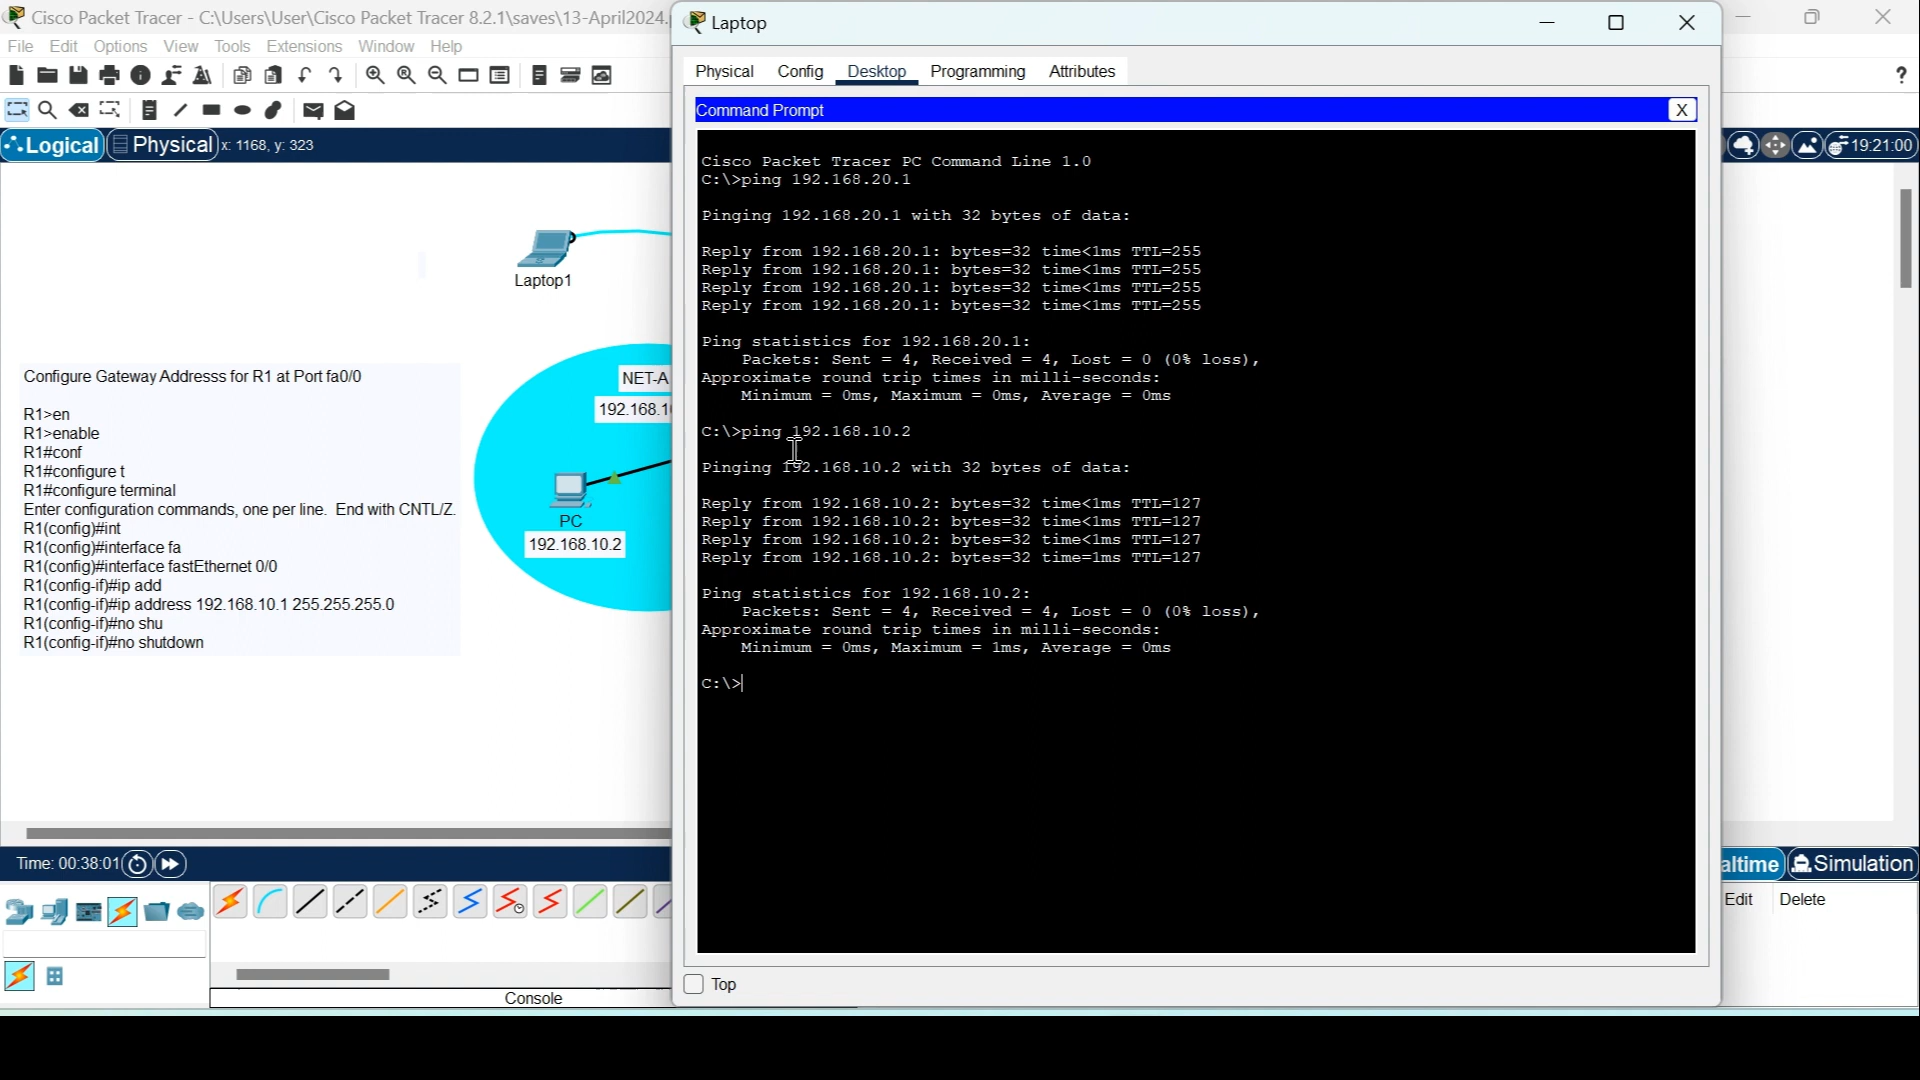 Cisco Packet Tracer - C:\Users\User\Cisco Packet Tracer 8.2.1\saves\13-April2024.
File Edit Options View Tools Extensions Window Help
?
Logical Physical x: 1168, y: 323
19:21:00
Laptop1
Configure Gateway Addresss for R1 at Port fa0/0
R1>en
R1>enable
R1#conf
R1#configure t
R1#configure terminal
Enter configuration commands, one per line. End with CNTL/Z.
R1(config)#int
R1(config)#interface fa
R1(config)#interface fastEthernet 0/0
R1(config-if)#ip add
R1(config-if)#ip address 192.168.10.1 255.255.255.0
R1(config-if)#no shu
R1(config-if)#no shutdown
NET-A
192.168.1
PC
192.168.10.2
Time: 00:38:01
Console
Laptop
Physical Config Desktop Programming Attributes
Command Prompt
X
Cisco Packet Tracer PC Command Line 1.0
C:\>ping 192.168.20.1
Pinging 192.168.20.1 with 32 bytes of data:
Reply from 192.168.20.1: bytes=32 time<1ms TTL=255
Reply from 192.168.20.1: bytes=32 time<1ms TTL=255
Reply from 192.168.20.1: bytes=32 time<1ms TTL=255
Reply from 192.168.20.1: bytes=32 time<1ms TTL=255
Ping statistics for 192.168.20.1:
Packets: Sent = 4, Received = 4, Lost = 0 (0% loss),
Approximate round trip times in milli-seconds:
Minimum = 0ms, Maximum = 0ms, Average = 0ms
C:\>ping 192.168.10.2
Pinging 192.168.10.2 with 32 bytes of data:
Reply from 192.168.10.2: bytes=32 time<1ms TTL=127
Reply from 192.168.10.2: bytes=32 time<1ms TTL=127
Reply from 192.168.10.2: bytes=32 time<1ms TTL=127
Reply from 192.168.10.2: bytes=32 time=1ms TTL=127
Ping statistics for 192.168.10.2:
Packets: Sent = 4, Received = 4, Lost = 0 (0% loss),
Approximate round trip times in milli-seconds:
Minimum = 0ms, Maximum = 1ms, Average = 0ms
C:\>
Top
altime Simulation
Edit Delete